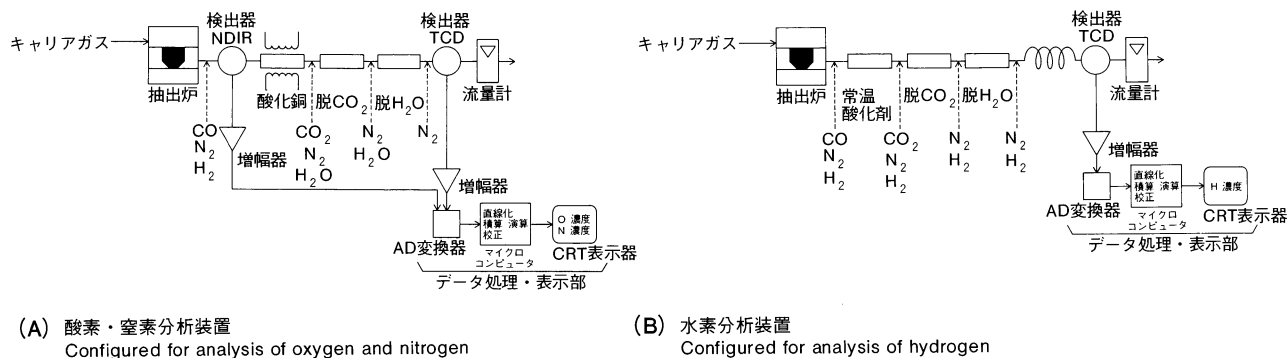 キャリアガス
抽出炉
検出器
NDIR
酸化銅
脱CO2
脱H2O
検出器
TCD
流量計
CO
N2
H2
増幅器
CO2
N2
H2O
N2
H2O
N2
増幅器
AD変換器
直線化
積算 演算
校正
マイクロ
コンピュータ
O 濃度
N 濃度
CRT表示器
データ処理・表示部
(A) 酸素・窒素分析装置
Configured for analysis of oxygen and nitrogen
キャリアガス
抽出炉
常温
酸化剤
脱CO2
脱H2O
検出器
TCD
流量計
CO
N2
H2
CO2
N2
H2
N2
H2
N2
H2
増幅器
AD変換器
直線化
積算 演算
校正
マイクロ
コンピュータ
H 濃度
CRT表示器
データ処理・表示部
(B) 水素分析装置
Configured for analysis of hydrogen